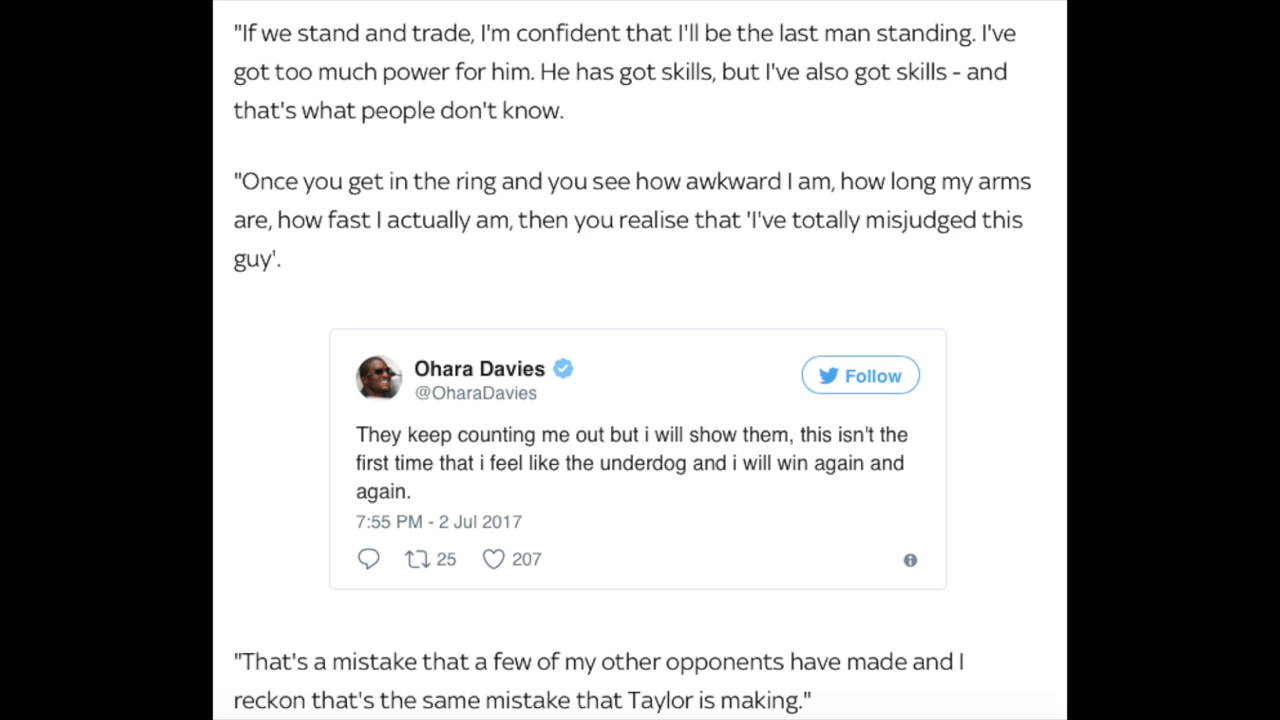 "If we stand and trade, I'm confident that I'll be the last man standing. I've
got too much power for him. He has got skills, but I've also got skills - and
that's what people don't know.
"Once you get in the ring and you see how awkward I am, how long my arms
are, how fast I actually am, then you realise that 'I've totally misjudged this
guy'.
Ohara Davies
@OharaDavies
Follow
They keep counting me out but i will show them, this isn't the
first time that i feel like the underdog and i will win again and
again.
7:55 PM - 2 Jul 2017
25 207
"That's a mistake that a few of my other opponents have made and I
reckon that's the same mistake that Taylor is making."